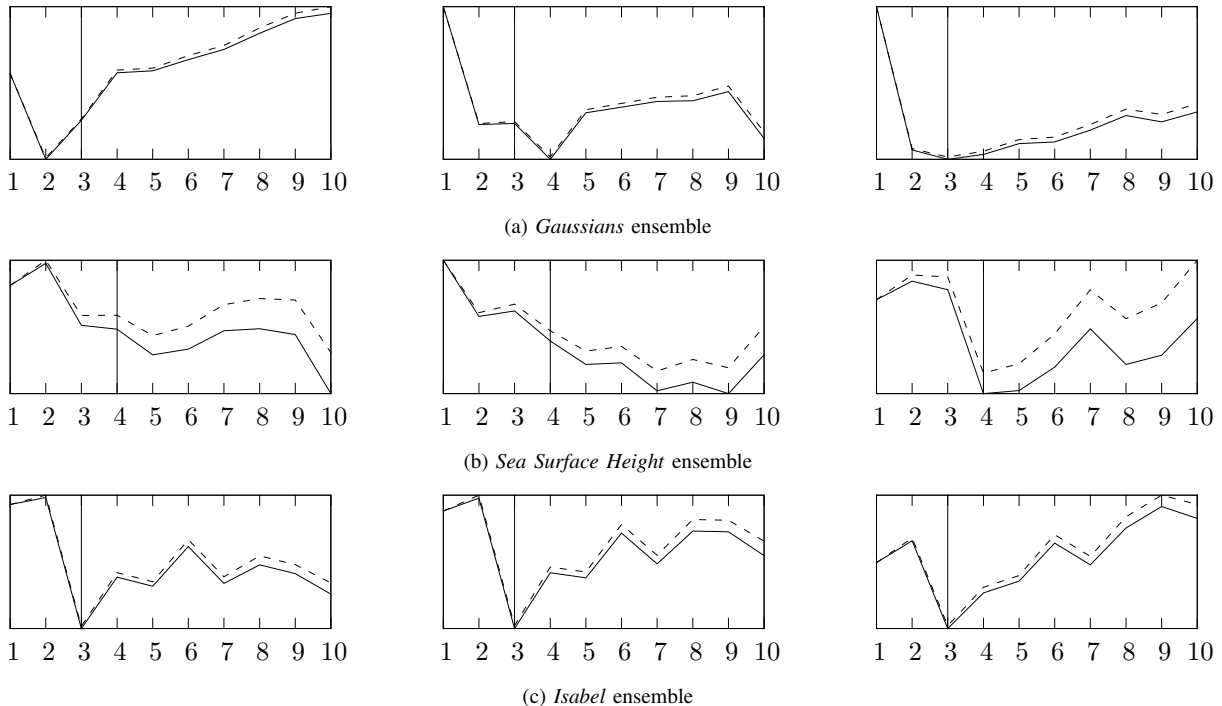 1 2 3 4 5 6 7 8 9 10 1 2 3 4 5 6 7 8 9 10 1 2 3 4 5 6 7 8 9 10
(a) Gaussians ensemble
1 2 3 4 5 6 7 8 9 10 1 2 3 4 5 6 7 8 9 10 1 2 3 4 5 6 7 8 9 10
(b) Sea Surface Height ensemble
1 2 3 4 5 6 7 8 9 10 1 2 3 4 5 6 7 8 9 10 1 2 3 4 5 6 7 8 9 10
(c) Isabel ensemble